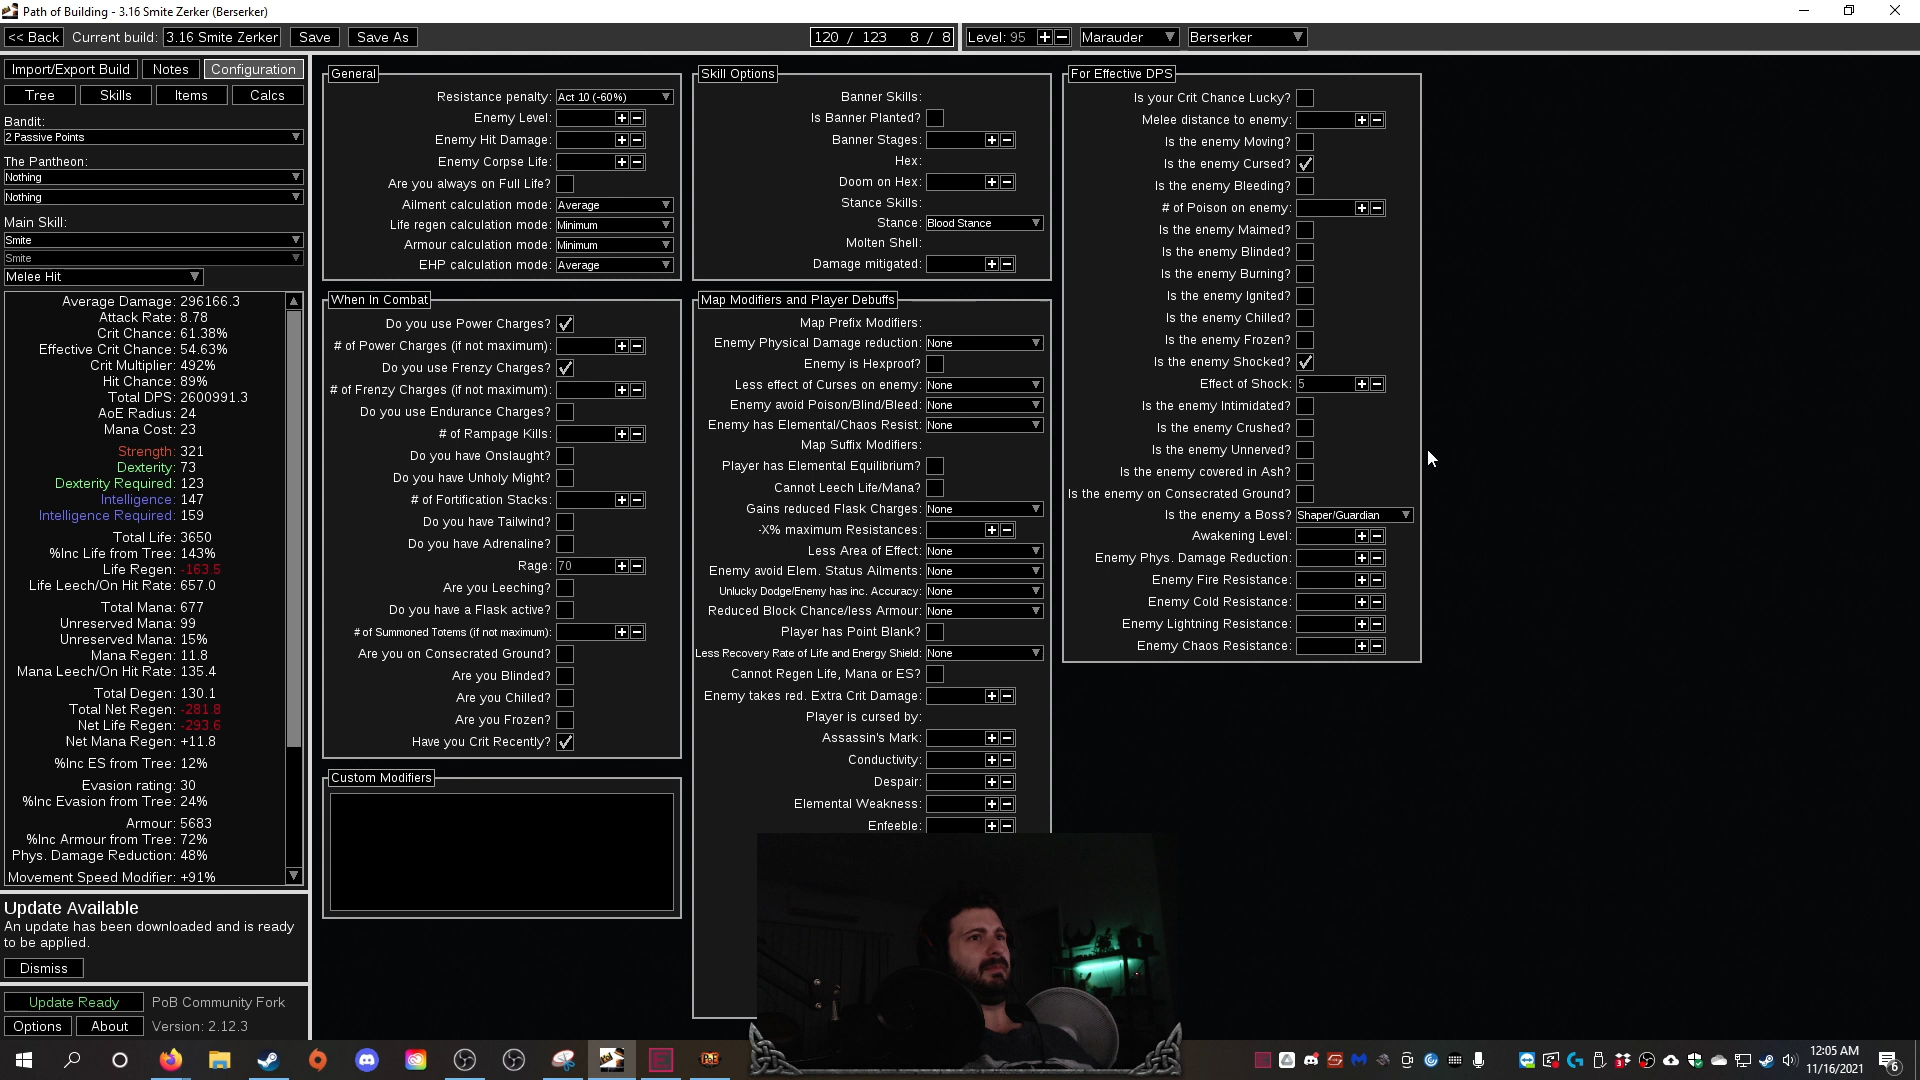 Path of Building - 3.16 Smite Zerker (Berserker)
<< Back Current build: 3.16 Smite Zerker Save Save As 120 / 123 8 / 8 Level: 95 Marauder Berserker
Import/Export Build Notes Configuration
Tree Skills Items Calcs
Bandit:
2 Passive Points
The Pantheon:
Nothing
Nothing
Main Skill:
Smite
Smite
Melee Hit
Average Damage: 296166.3
Attack Rate: 8.78
Crit Chance: 61.38%
Effective Crit Chance: 54.63%
Crit Multiplier: 492%
Hit Chance: 89%
Total DPS: 2600991.3
AoE Radius: 24
Mana Cost: 23
Strength: 321
Dexterity: 73
Dexterity Required: 123
Intelligence: 147
Intelligence Required: 159
Total Life: 3650
%Inc Life from Tree: 143%
Life Regen: -163.5
Life Leech/On Hit Rate: 657.0
Total Mana: 677
Unreserved Mana: 99
Unreserved Mana: 15%
Mana Regen: 11.8
Mana Leech/On Hit Rate: 135.4
Total Degen: 130.1
Total Net Regen: -281.8
Net Life Regen: -293.6
Net Mana Regen: +11.8
%Inc ES from Tree: 12%
Evasion rating: 30
%Inc Evasion from Tree: 24%
Armour: 5683
%Inc Armour from Tree: 72%
Phys. Damage Reduction: 48%
Movement Speed Modifier: +91%
Update Available
An update has been downloaded and is ready
to be applied.
Dismiss
Update Ready PoB Community Fork
Options About Version: 2.12.3
General
Resistance penalty: Act 10 (-60%)
Enemy Level:
Enemy Hit Damage:
Enemy Corpse Life:
Are you always on Full Life?
Ailment calculation mode: Average
Life regen calculation mode: Minimum
Armour calculation mode: Minimum
EHP calculation mode: Average
When In Combat
Do you use Power Charges?
# of Power Charges (if not maximum):
Do you use Frenzy Charges?
# of Frenzy Charges (if not maximum):
Do you use Endurance Charges?
# of Rampage Kills:
Do you have Onslaught?
Do you have Unholy Might?
# of Fortification Stacks:
Do you have Tailwind?
Do you have Adrenaline?
Rage: 70
Are you Leeching?
Do you have a Flask active?
# of Summoned Totems (if not maximum):
Are you on Consecrated Ground?
Are you Blinded?
Are you Chilled?
Are you Frozen?
Have you Crit Recently?
Custom Modifiers
Skill Options
Banner Skills:
Is Banner Planted?
Banner Stages:
Hex:
Doom on Hex:
Stance Skills:
Stance: Blood Stance
Molten Shell:
Damage mitigated:
Map Modifiers and Player Debuffs
Map Prefix Modifiers:
Enemy Physical Damage reduction: None
Enemy is Hexproof?
Less effect of Curses on enemy: None
Enemy avoid Poison/Blind/Bleed: None
Enemy has Elemental/Chaos Resist: None
Map Suffix Modifiers:
Player has Elemental Equilibrium?
Cannot Leech Life/Mana?
Gains reduced Flask Charges: None
-X% maximum Resistances:
Less Area of Effect: None
Enemy avoid Elem. Status Ailments: None
Unlucky Dodge/Enemy has inc. Accuracy: None
Reduced Block Chance/less Armour: None
Player has Point Blank?
Less Recovery Rate of Life and Energy Shield: None
Cannot Regen Life, Mana or ES?
Enemy takes red. Extra Crit Damage:
Player is cursed by:
Assassin's Mark:
Conductivity:
Despair:
Elemental Weakness:
Enfeeble:
For Effective DPS
Is your Crit Chance Lucky?
Melee distance to enemy:
Is the enemy Moving?
Is the enemy Cursed?
Is the enemy Bleeding?
# of Poison on enemy:
Is the enemy Maimed?
Is the enemy Blinded?
Is the enemy Burning?
Is the enemy Ignited?
Is the enemy Chilled?
Is the enemy Frozen?
Is the enemy Shocked?
Effect of Shock: 5
Is the enemy Intimidated?
Is the enemy Crushed?
Is the enemy Unnerved?
Is the enemy covered in Ash?
Is the enemy on Consecrated Ground?
Is the enemy a Boss? Shaper/Guardian
Awakening Level:
Enemy Phys. Damage Reduction:
Enemy Fire Resistance:
Enemy Cold Resistance:
Enemy Lightning Resistance:
Enemy Chaos Resistance:
12:05 AM
11/16/2021
6